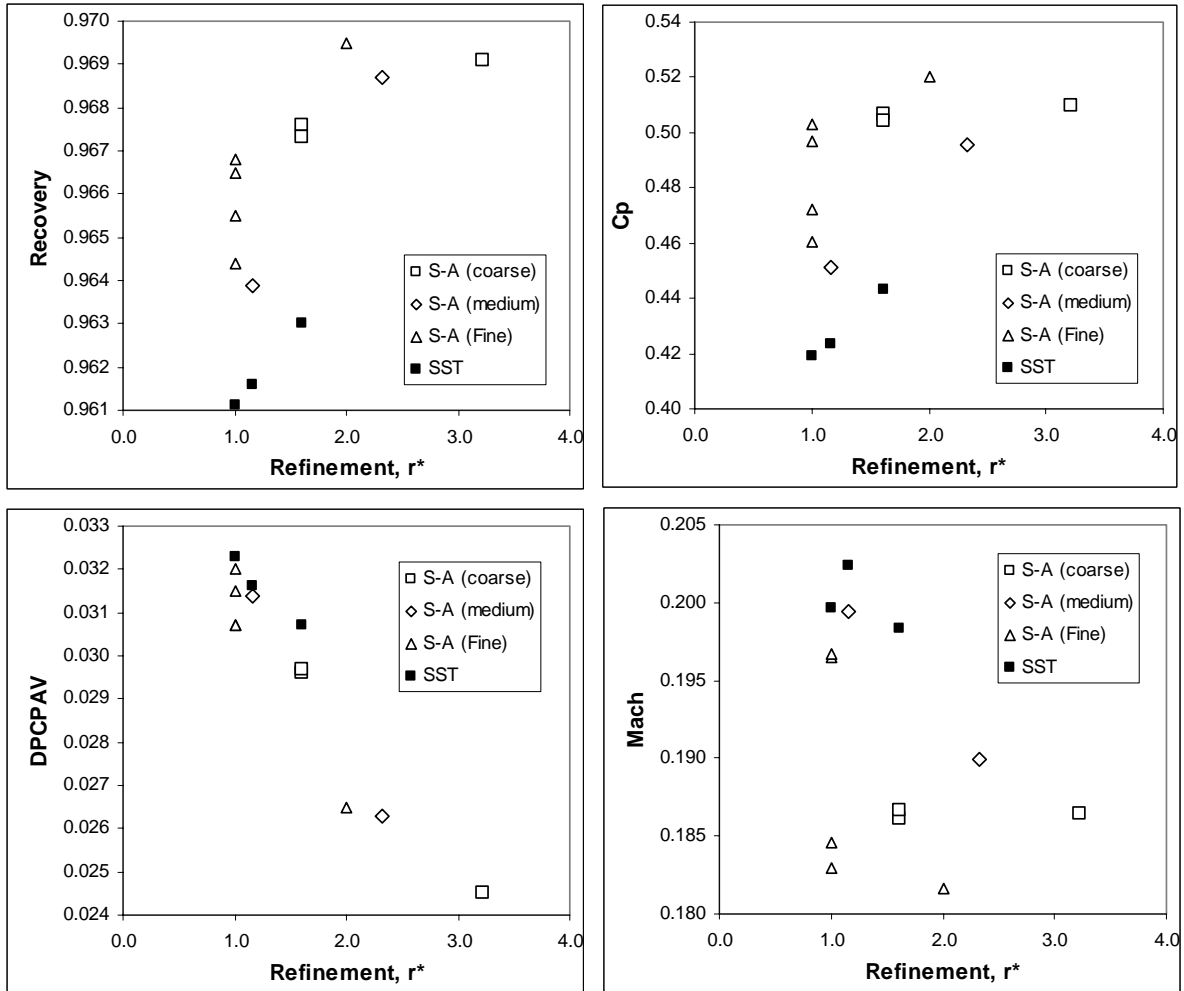 0.970
0.969
0.968
0.967
0.966
0.965
0.964
0.963
0.962
0.961
Recovery
S-A (coarse)
S-A (medium)
S-A (Fine)
SST
0.0 1.0 2.0 3.0 4.0
Refinement, r*
0.54
0.52
0.50
0.48
0.46
0.44
0.42
0.40
Cp
S-A (coarse)
S-A (medium)
S-A (Fine)
SST
0.0 1.0 2.0 3.0 4.0
Refinement, r*
0.033
0.032
0.031
0.030
0.029
0.028
0.027
0.026
0.025
0.024
DPCPAV
S-A (coarse)
S-A (medium)
S-A (Fine)
SST
0.0 1.0 2.0 3.0 4.0
Refinement, r*
0.205
0.200
0.195
0.190
0.185
0.180
Mach
S-A (coarse)
S-A (medium)
S-A (Fine)
SST
0.0 1.0 2.0 3.0 4.0
Refinement, r*